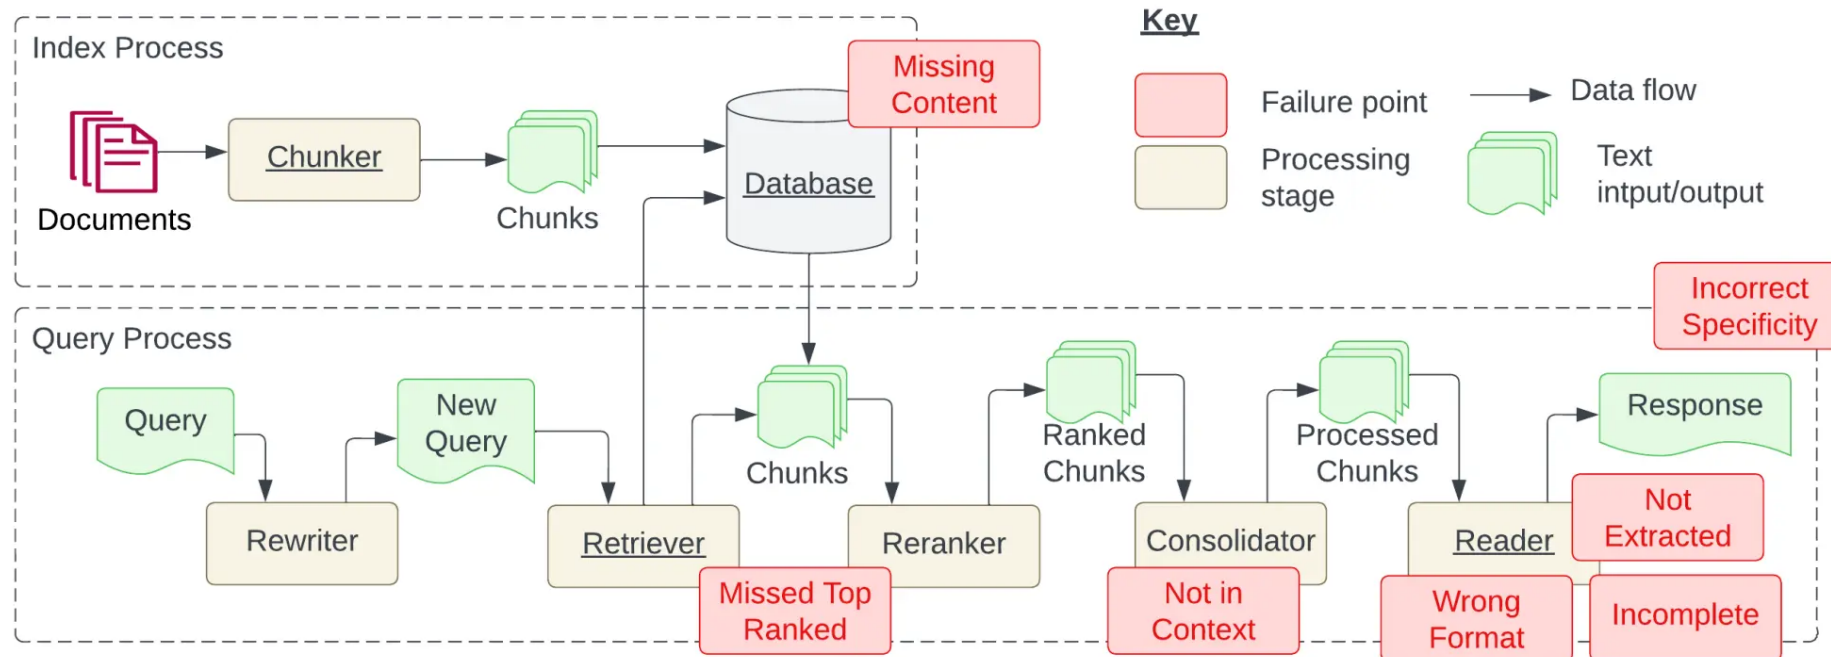 Index Process
Documents
Chunker
Chunks
Database
Missing
Content
Key
Failure point
Data flow
Processing
stage
Text
intput/output
Incorrect
Specificity
Query Process
Query
Rewriter
New
Query
Retriever
Missed Top
Ranked
Chunks
Reranker
Ranked
Chunks
Consolidator
Not in
Context
Processed
Chunks
Reader
Wrong
Format
Response
Not
Extracted
Incomplete